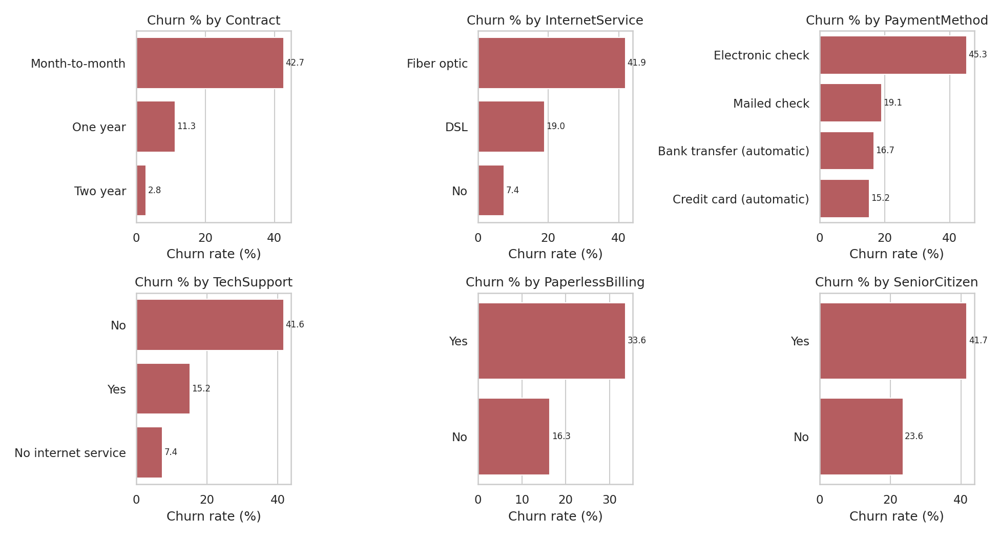 Churn % by Contract
Month-to-month
42.7
One year
11.3
Two year
2.8
0 20 40
Churn rate (%)
Churn % by InternetService
Fiber optic
41.9
DSL
19.0
No
7.4
0 20 40
Churn rate (%)
Churn % by PaymentMethod
Electronic check
45.3
Mailed check
19.1
Bank transfer (automatic)
16.7
Credit card (automatic)
15.2
0 20 40
Churn rate (%)
Churn % by TechSupport
No
41.6
Yes
15.2
No internet service
7.4
0 20 40
Churn rate (%)
Churn % by PaperlessBilling
Yes
33.6
No
16.3
0 10 20 30
Churn rate (%)
Churn % by SeniorCitizen
Yes
41.7
No
23.6
0 20 40
Churn rate (%)